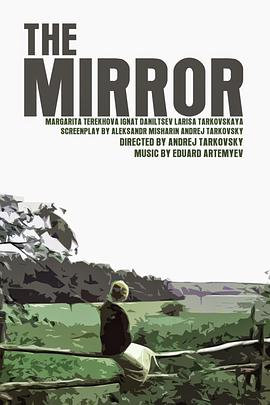 THE
MIRROR
MARGARITA TEREKHOVA IGNAT DANILTSEV LARISA TARKOVSKAYA
SCREENPLAY BY ALEKSANDR MISHARIN ANDREJ TARKOVSKY
DIRECTED BY ANDREJ TARKOVSKY
MUSIC BY EDUARD ARTEMYEV